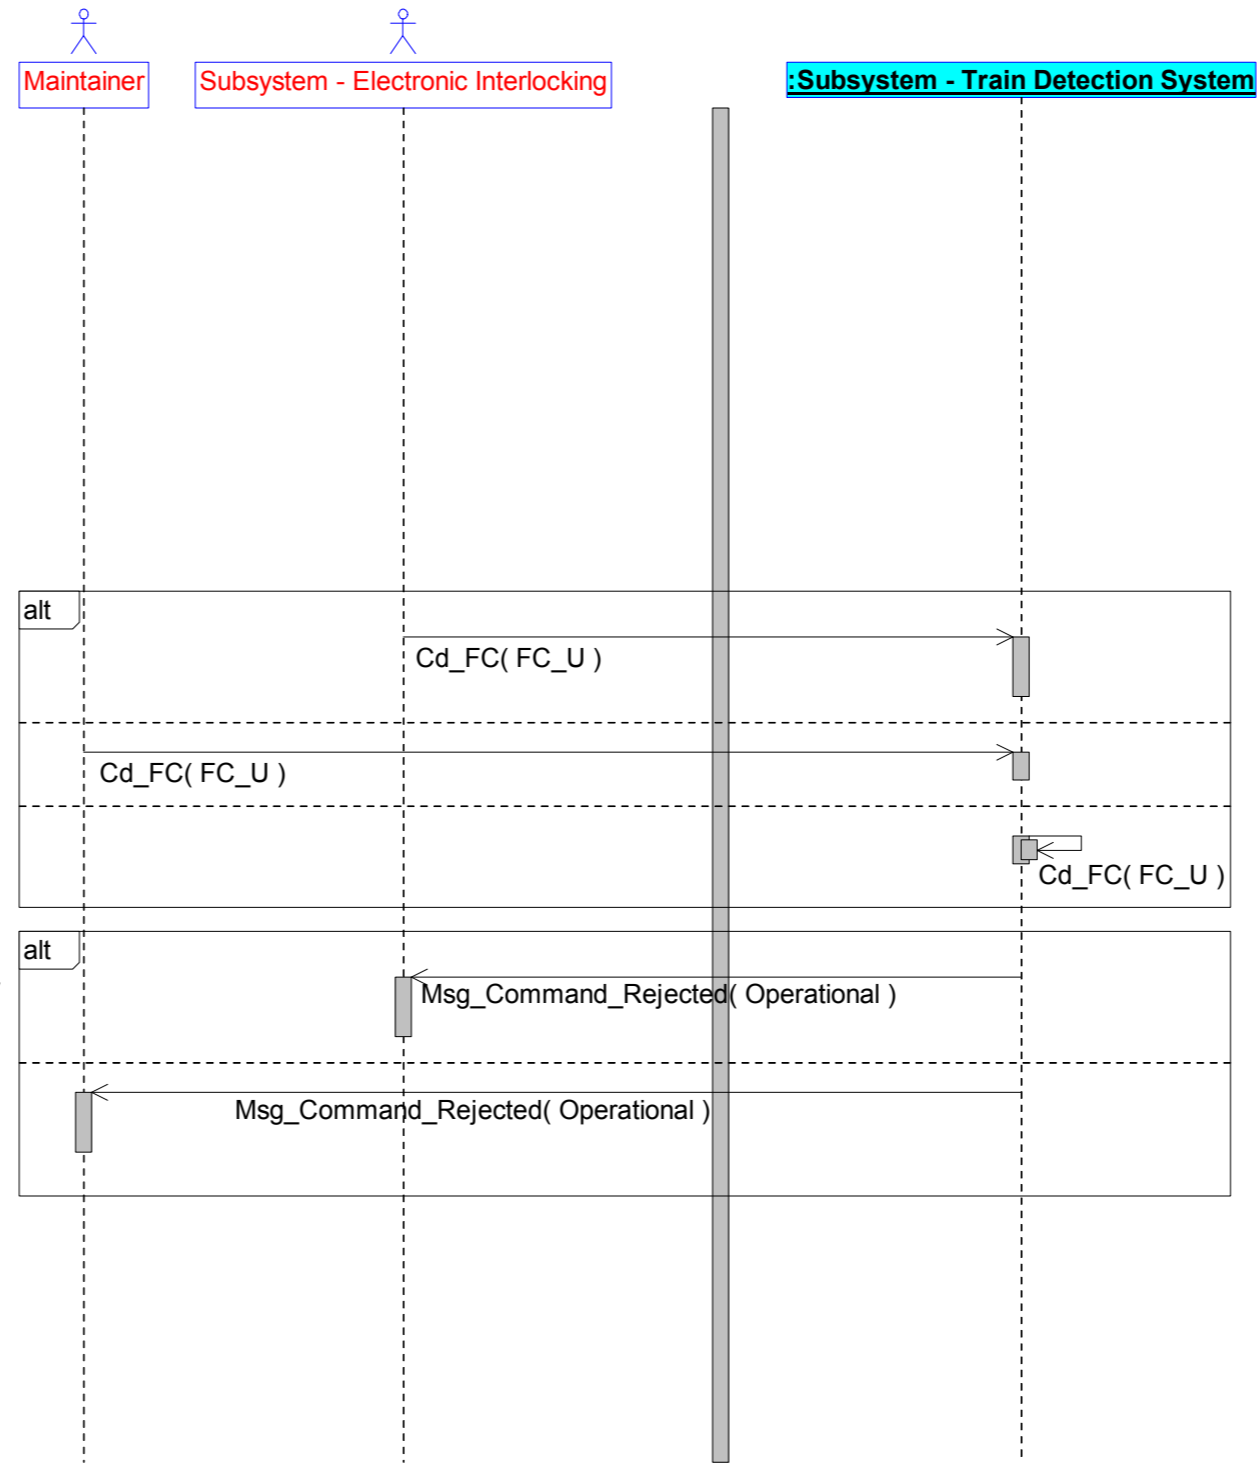 Maintainer
Subsystem - Electronic Interlocking
:Subsystem - Train Detection System
alt
Cd_FC( FC_U )
Cd_FC( FC_U )
Cd_FC( FC_U )
alt
Msg_Command_Rejected( Operational )
Msg_Command_Rejected( Operational )